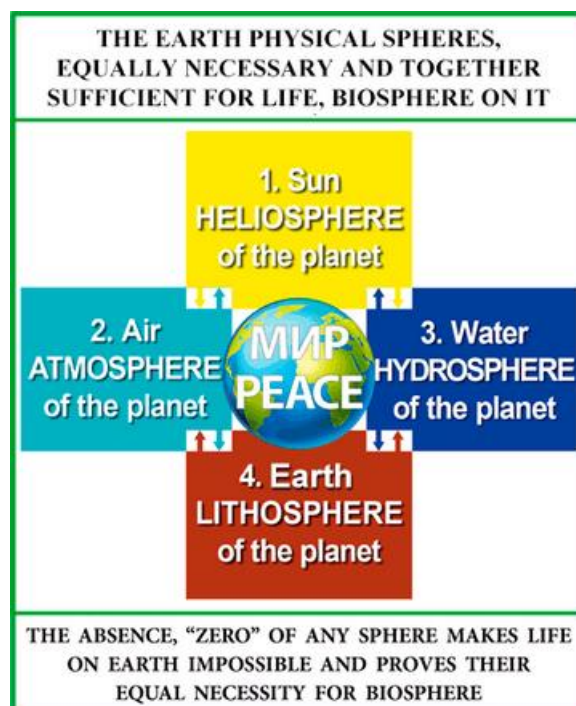 THE EARTH PHYSICAL SPHERES,
EQUALLY NECESSARY AND TOGETHER
SUFFICIENT FOR LIFE, BIOSPHERE ON IT
1. Sun
HELIOSPHERE
of the planet
2. Air
ATMOSPHERE
of the planet
МИР
PEACE
3. Water
HYDROSPHERE
of the planet
4. Earth
LITHOSPHERE
of the planet
THE ABSENCE, “ZERO” OF ANY SPHERE MAKES LIFE
ON EARTH IMPOSSIBLE AND PROVES THEIR
EQUAL NECESSITY FOR BIOSPHERE